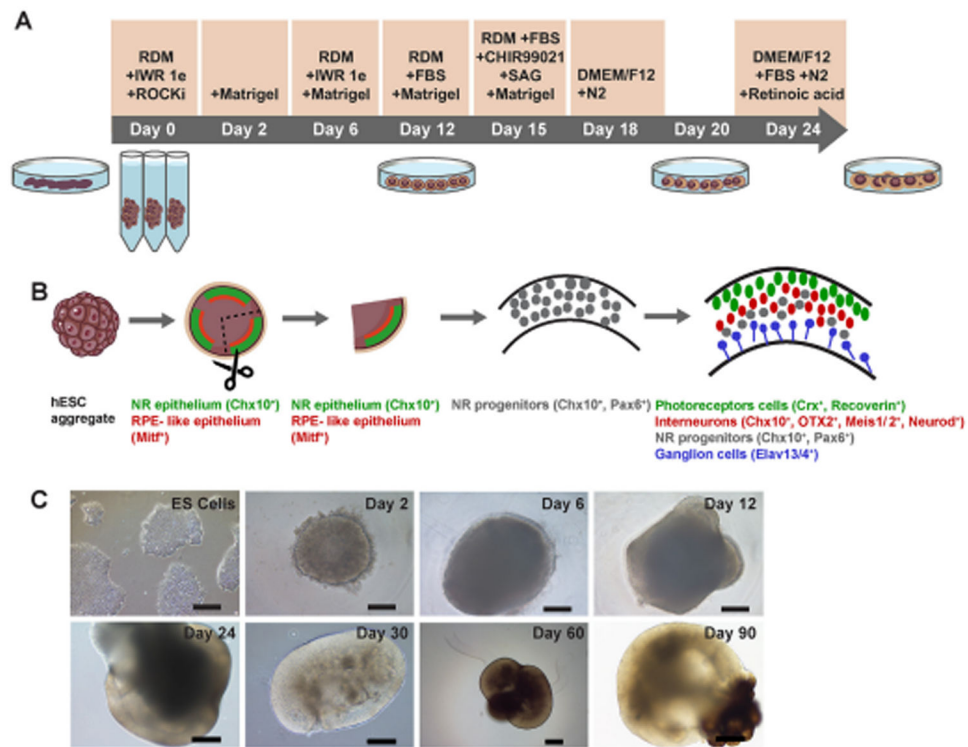 A
RDM
+IWR 1e
+ROCKi
+Matrigel
RDM
+IWR 1e
+Matrigel
RDM
+FBS
+Matrigel
RDM +FBS
+CHIR99021
+SAG
+Matrigel
DMEM/F12
+N2
DMEM/F12
+FBS +N2
+Retinoic acid
Day 0 Day 2 Day 6 Day 12 Day 15 Day 18 Day 20 Day 24
B
hESC
aggregate
NR epithelium (Chx10⁺)
RPE- like epithelium
(Mitf⁺)
NR epithelium (Chx10⁺)
RPE- like epithelium
(Mitf⁺)
NR progenitors (Chx10⁺, Pax6⁺)
Photoreceptors cells (Crx⁺, Recoverin⁺)
Interneurons (Chx10⁺, OTX2⁺, Meis1/2⁺, Neurod⁺)
NR progenitors (Chx10⁺, Pax6⁺)
Ganglion cells (Elav13/4⁺)
C
ES Cells Day 2 Day 6 Day 12
Day 24 Day 30 Day 60 Day 90